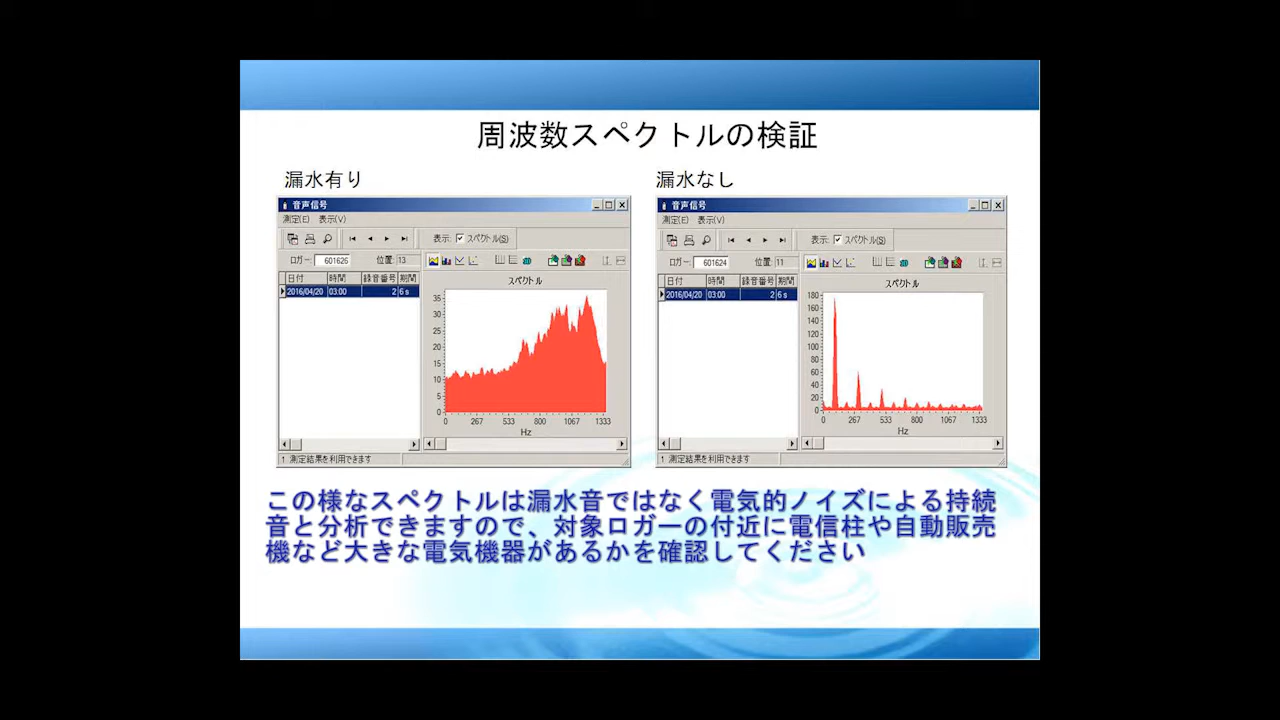 周波数スペクトルの検証
漏水有り
音声信号
測定(E) 表示(V)
表示: スペクトル(S)
ロガー: 601626 位置: 13
日付 時間 録音番号 期間
2016/04/20 03:00 2 6 s
スペクトル
35
30
25
20
15
10
5
0
0 267 533 800 1067 1333
Hz
1 測定結果を利用できます
漏水なし
音声信号
測定(E) 表示(V)
表示: スペクトル(S)
ロガー: 601624 位置: 11
日付 時間 録音番号 期間
2016/04/20 03:00 2 6 s
スペクトル
180
160
140
120
100
80
60
40
20
0
0 267 533 800 1067 1333
Hz
1 測定結果を利用できます
この様なスペクトルは漏水音ではなく電気的ノイズによる持続
音と分析できますので、対象ロガーの付近に電信柱や自動販売
機など大きな電気機器があるかを確認してください